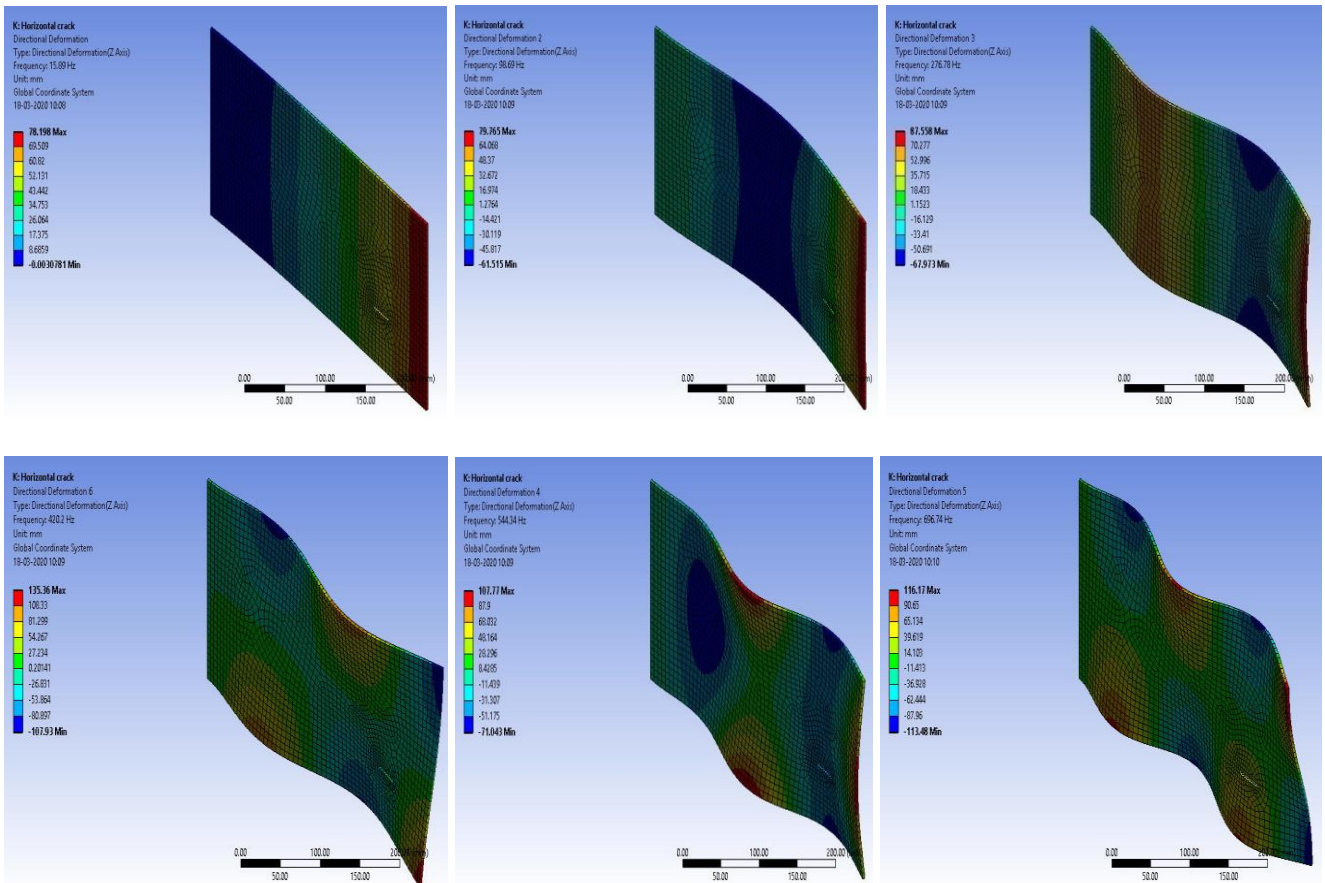 K: Horizontal crack
Directional Deformation
Type: Directional Deformation(Z Axis)
Frequency: 15.89 Hz
Unit: mm
Global Coordinate System
18-03-2020 10:08
78.198 Max
69.509
60.82
52.131
43.442
34.753
26.064
17.375
8.6859
-0.0030781 Min
0.00
100.00
200.00 (mm)
50.00
150.00
K: Horizontal crack
Directional Deformation 2
Type: Directional Deformation(Z Axis)
Frequency: 98.69 Hz
Unit: mm
Global Coordinate System
18-03-2020 10:09
79.765 Max
64.068
48.37
32.672
16.974
1.2764
-14.421
-30.119
-45.817
-61.515 Min
0.00
100.00
200.00 (mm)
50.00
150.00
K: Horizontal crack
Directional Deformation 3
Type: Directional Deformation(Z Axis)
Frequency: 276.78 Hz
Unit: mm
Global Coordinate System
18-03-2020 10:09
87.558 Max
70.277
52.996
35.715
18.433
1.1523
-16.129
-33.41
-50.691
-67.973 Min
0.00
100.00
200.00 (mm)
50.00
150.00
K: Horizontal crack
Directional Deformation 6
Type: Directional Deformation(Z Axis)
Frequency: 420.2 Hz
Unit: mm
Global Coordinate System
18-03-2020 10:09
135.36 Max
108.33
81.299
54.267
27.234
0.20141
-26.831
-53.864
-80.897
-107.93 Min
0.00
100.00
200.00 (mm)
50.00
150.00
K: Horizontal crack
Directional Deformation 4
Type: Directional Deformation(Z Axis)
Frequency: 544.34 Hz
Unit: mm
Global Coordinate System
18-03-2020 10:09
107.77 Max
87.9
68.032
48.164
28.296
8.4285
-11.439
-31.307
-51.175
-71.043 Min
0.00
100.00
200.00 (mm)
50.00
150.00
K: Horizontal crack
Directional Deformation 5
Type: Directional Deformation(Z Axis)
Frequency: 696.74 Hz
Unit: mm
Global Coordinate System
18-03-2020 10:10
116.17 Max
90.65
65.134
39.619
14.103
-11.413
-36.928
-62.444
-87.96
-113.48 Min
0.00
100.00
200.00 (mm)
50.00
150.00